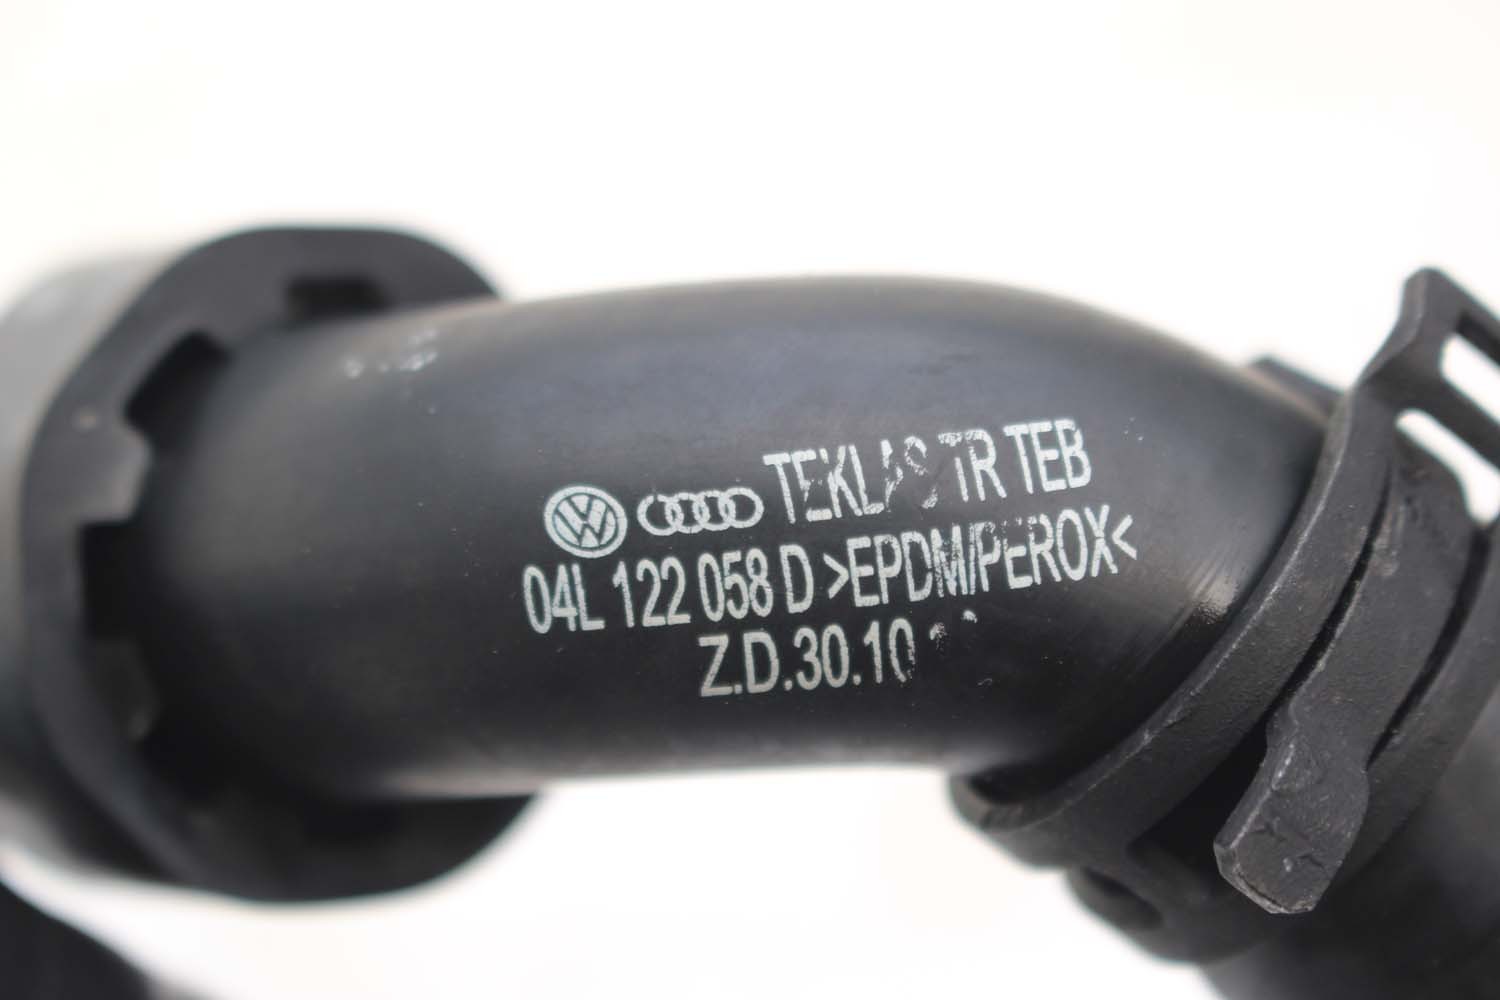 TEKLAS TR TEB
04L 122 058 D >EPDM/PEROX<
Z.D.30.10